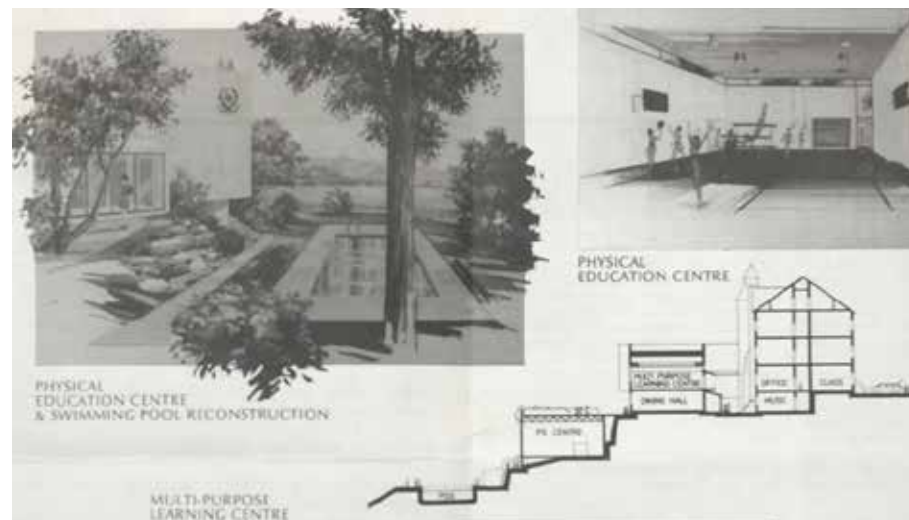 PHYSICAL
EDUCATION CENTRE
& SWIMMING POOL RECONSTRUCTION
PHYSICAL
EDUCATION CENTRE
MULTI PURPOSE
LEARNING CENTRE
DINING HALL
OFFICE
CLASS
MUSIC
PE CENTRE
POOL
MULTI-PURPOSE
LEARNING CENTRE